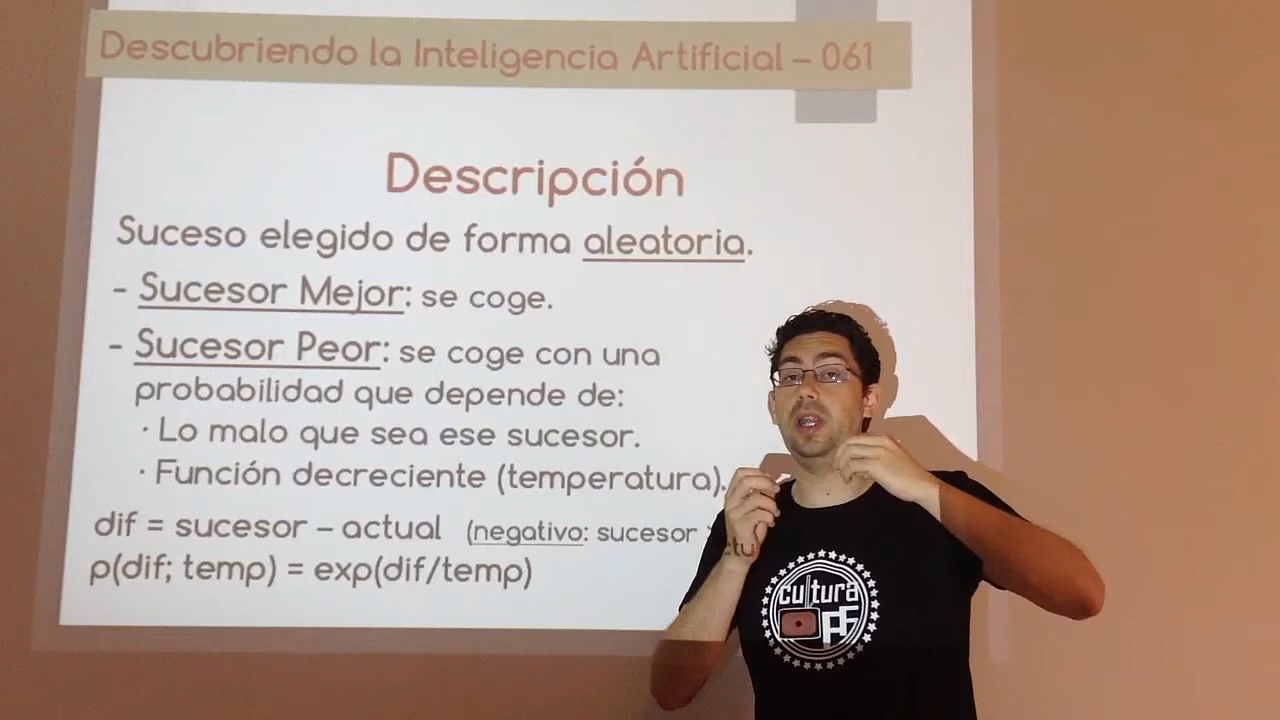 Descubriendo la Inteligencia Artificial – 061
Descripción
Suceso elegido de forma aleatoria.
- Sucesor Mejor: se coge.
- Sucesor Peor: se coge con una
probabilidad que depende de:
· Lo malo que sea ese sucesor.
· Función decreciente (temperatura).
dif = sucesor – actual (negativo: sucesor
p(dif; temp) = exp(dif/temp)
cultura